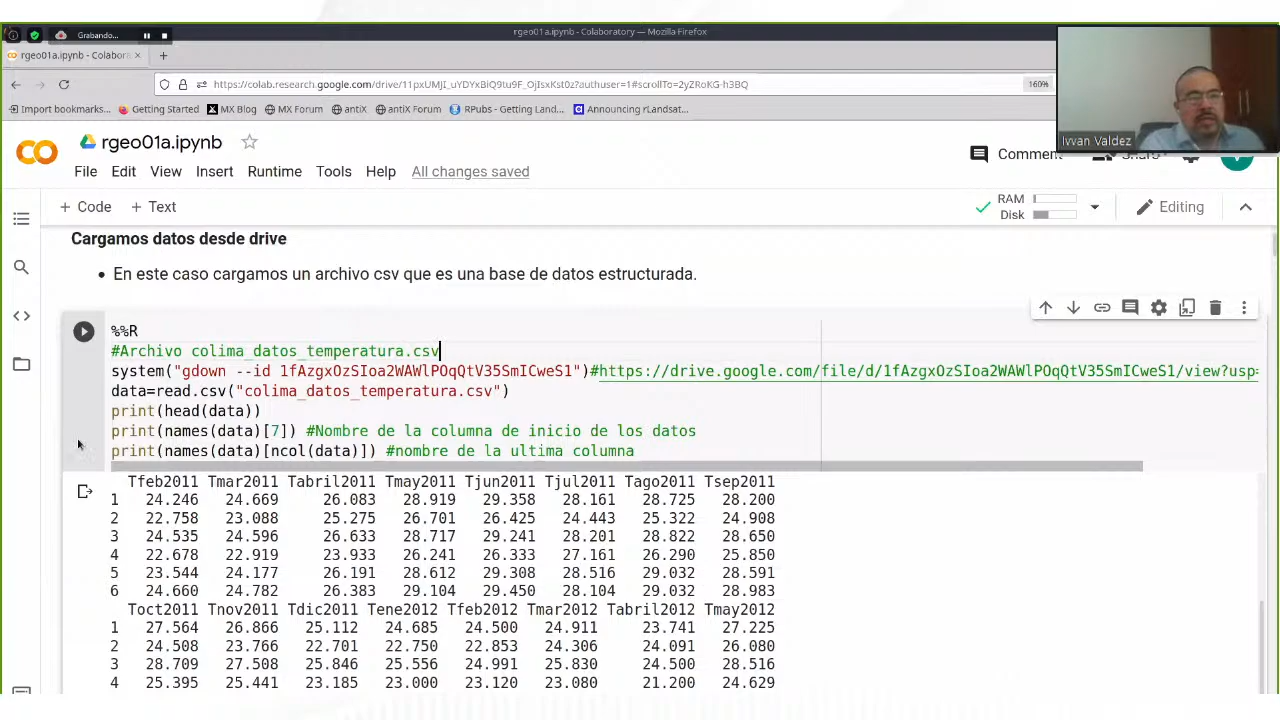 Grabando...
rgeo01a.ipynb - Colaboratory — Mozilla Firefox
rgeo01a.ipynb - Colabora
https://colab.research.google.com/drive/11pxUMJI_uYDYxBiQ9tu9F_OjIsxKst0z?authuser=1#scrollTo=2yZRoKG-h3BQ
160%
Import bookmarks... Getting Started MX Blog MX Forum antiX antiX Forum RPubs - Getting Land... Announcing rLandsat...
Ivvan Valdez
rgeo01a.ipynb
Comment
File Edit View Insert Runtime Tools Help All changes saved
+ Code + Text
RAM
Disk
Editing
Cargamos datos desde drive
• En este caso cargamos un archivo csv que es una base de datos estructurada.
%%R
#Archivo colima_datos_temperatura.csv
system("gdown --id 1fAzgxOzSIoa2WAWlPOqQtV35SmICweS1")#https://drive.google.com/file/d/1fAzgxOzSIoa2WAWlPOqQtV35SmICweS1/view?usp=
data=read.csv("colima_datos_temperatura.csv")
print(head(data))
print(names(data)[7]) #Nombre de la columna de inicio de los datos
print(names(data)[ncol(data)]) #nombre de la ultima columna
Tfeb2011 Tmar2011 Tabril2011 Tmay2011 Tjun2011 Tjul2011 Tago2011 Tsep2011
1 24.246 24.669 26.083 28.919 29.358 28.161 28.725 28.200
2 22.758 23.088 25.275 26.701 26.425 24.443 25.322 24.908
3 24.535 24.596 26.633 28.717 29.241 28.201 28.822 28.650
4 22.678 22.919 23.933 26.241 26.333 27.161 26.290 25.850
5 23.544 24.177 26.191 28.612 29.308 28.516 29.032 28.591
6 24.660 24.782 26.383 29.104 29.450 28.104 29.032 28.983
Toct2011 Tnov2011 Tdic2011 Tene2012 Tfeb2012 Tmar2012 Tabril2012 Tmay2012
1 27.564 26.866 25.112 24.685 24.500 24.911 23.741 27.225
2 24.508 23.766 22.701 22.750 22.853 24.306 24.091 26.080
3 28.709 27.508 25.846 25.556 24.991 25.830 24.500 28.516
4 25.395 25.441 23.185 23.000 23.120 23.080 21.200 24.629